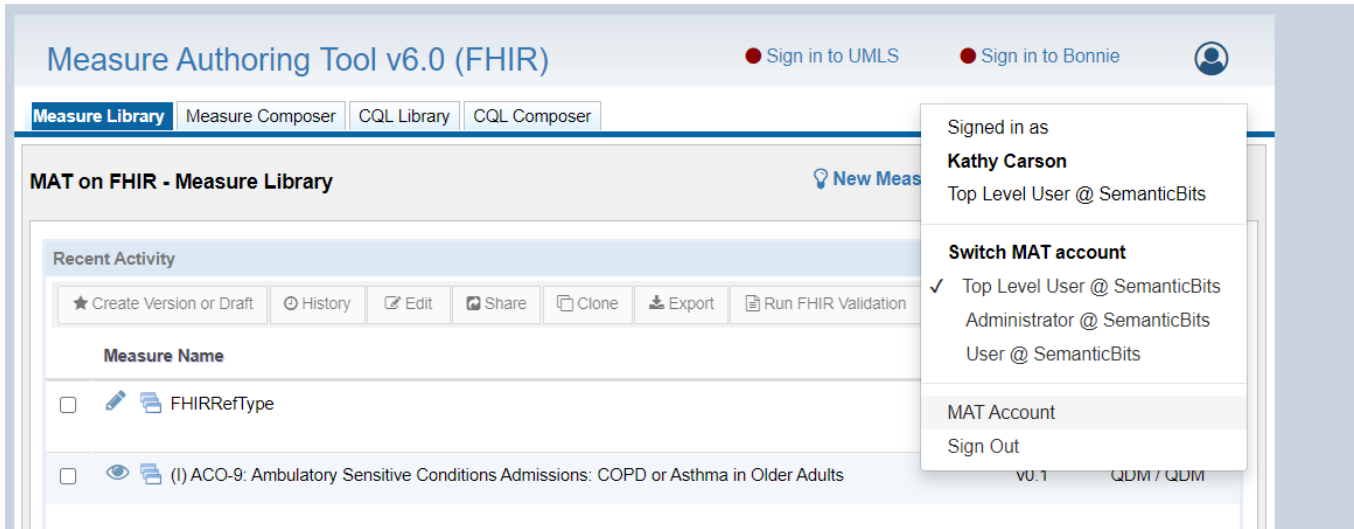 Measure Authoring Tool v6.0 (FHIR)
Sign in to UMLS
Sign in to Bonnie
Measure Library
Measure Composer
CQL Library
CQL Composer
MAT on FHIR - Measure Library
New Meas
Signed in as
Kathy Carson
Top Level User @ SemanticBits
Switch MAT account
✓ Top Level User @ SemanticBits
Administrator @ SemanticBits
User @ SemanticBits
MAT Account
Sign Out
Recent Activity
Create Version or Draft
History
Edit
Share
Clone
Export
Run FHIR Validation
Measure Name
FHIRRefType
(I) ACO-9: Ambulatory Sensitive Conditions Admissions: COPD or Asthma in Older Adults
v0.1
QDM / QDM